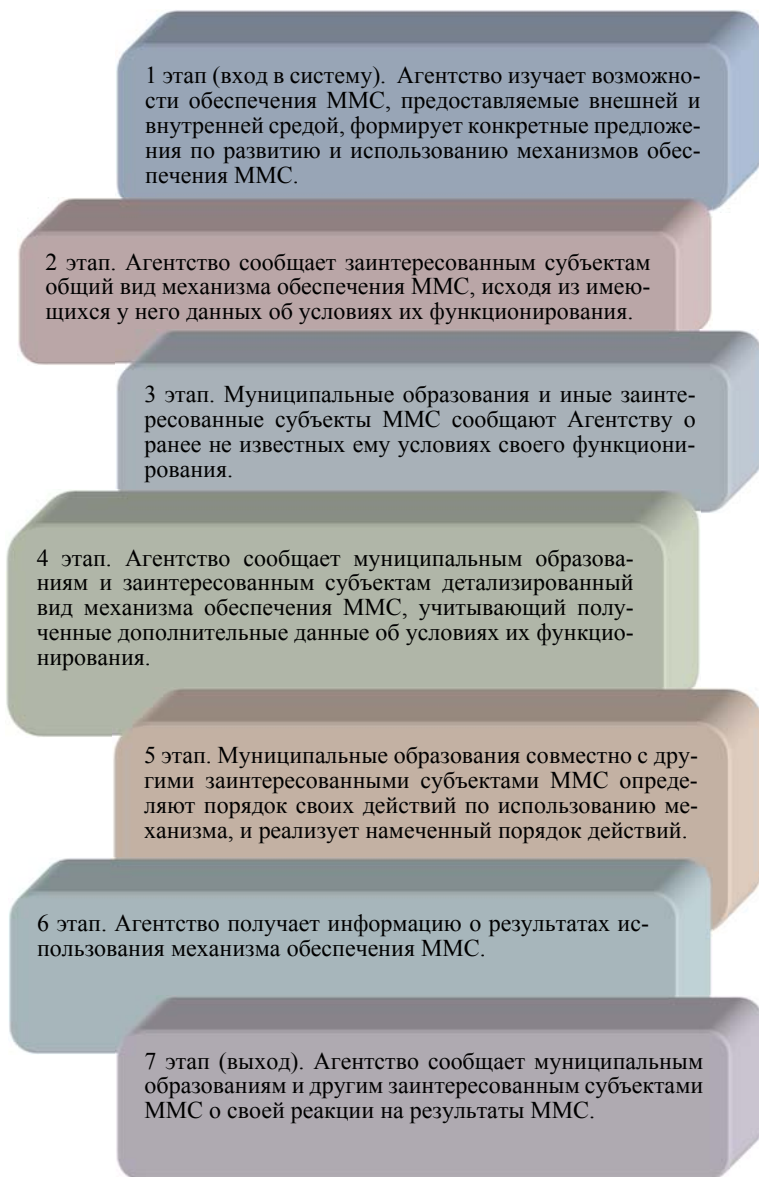 1 этап (вход в систему). Агентство изучает возможно-
сти обеспечения ММС, предоставляемые внешней и
внутренней средой, формирует конкретные предложе-
ния по развитию и использованию механизмов обес-
печения ММС.
2 этап. Агентство сообщает заинтересованным субъектам
общий вид механизма обеспечения ММС, исходя из имею-
щихся у него данных об условиях их функционирования.
3 этап. Муниципальные образования и иные заинте-
ресованные субъекты ММС сообщают Агентству о
ранее не известных ему условиях своего функциони-
рования.
4 этап. Агентство сообщает муниципальным образова-
ниям и заинтересованным субъектам детализированный
вид механизма обеспечения ММС, учитывающий полу-
ченные дополнительные данные об условиях их функцио-
нирования.
5 этап. Муниципальные образования совместно с дру-
гими заинтересованными субъектами ММС опреде-
ляют порядок своих действий по использованию ме-
ханизма, и реализует намеченный порядок действий.
6 этап. Агентство получает информацию о результатах ис-
пользования механизма обеспечения ММС.
7 этап (выход). Агентство сообщает муниципальным
образованиям и другим заинтересованным субъектами
ММС о своей реакции на результаты ММС.